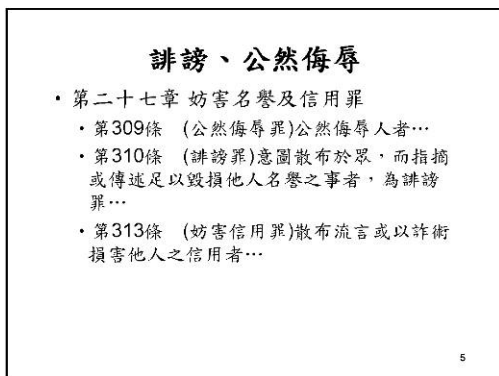 誹謗、公然侮辱
• 第二十七章 妨害名譽及信用罪
• 第309條 (公然侮辱罪)公然侮辱人者…
• 第310條 (誹謗罪)意圖散布於眾，而指摘
或傳述足以毀損他人名譽之事者，為誹謗
罪…
• 第313條 (妨害信用罪)散布流言或以詐術
損害他人之信用者…
5